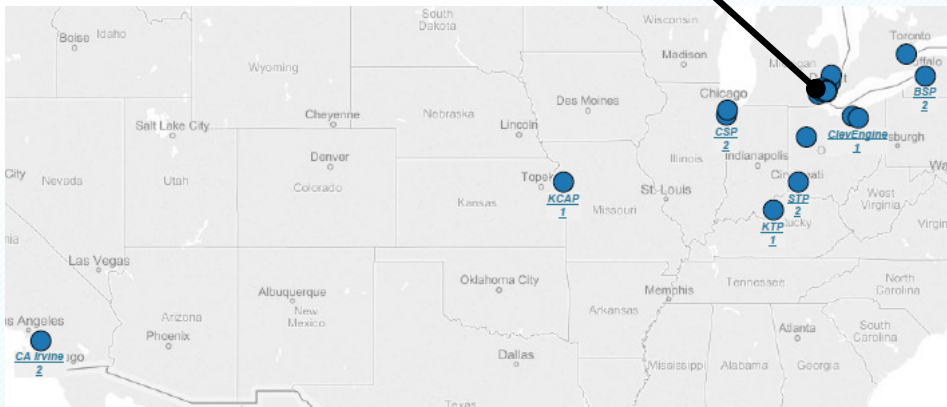 South
Dakota
Wisconsin
Toronto
Boise
Idaho
Madison
Michigan
Wyoming
BSP
2
Chicago
Des Moines
Nebraska
Cheyenne
Salt Lake City
Lincoln
CSP
2
ClevEngine
1
Denver
Illinois
Indianapolis
City
Nevada
Utah
Colorado
Kansas
KCAP
1
Missouri
St. Louis
STP
2
West
Virginia
KTP
1
Las Vegas
Oklahoma City
Tennessee
North
Carolina
Albuquerque
New
Mexico
Memphis
Arkansas
Arizona
Phoenix
Atlanta
South
Carolina
CA Irvine
2
Dallas
Mississippi
Alabama
Georgia
Texas